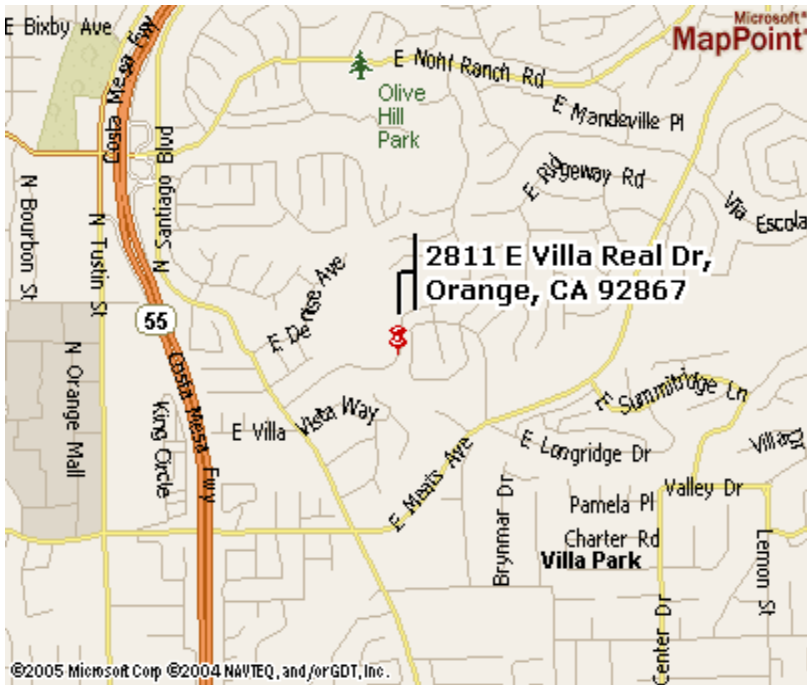 E Bixby Ave
Microsoft
MapPoint
Costa Mesa Fwy
E Nohl Ranch Rd
Olive
Hill
Park
E Mandeville Pl
N Santiago Blvd
E Ridgeway Rd
Via Escola
N Bourbon St
N Tustin St
2811 E Villa Real Dr,
Orange, CA 92867
E Denise Ave
55
N Orange Mall
Costa Mesa Fwy
King Circle
E Villa Vista Way
E Summitridge Ln
E Meats Ave
E Longridge Dr
Villa Dr
Brynmar Dr
Pamela Pl
Valley Dr
Charter Rd
Villa Park
Lemon St
Center Dr
©2005 Microsoft Corp ©2004 NAVTEQ, and/or GDT, Inc.